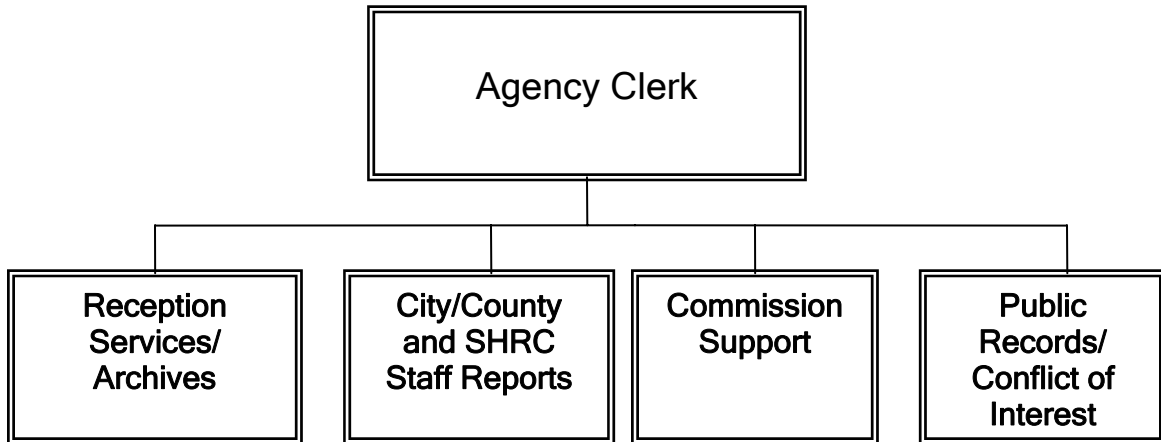 Agency Clerk
Reception
Services/
Archives
City/County
and SHRC
Staff Reports
Commission
Support
Public
Records/
Conflict of
Interest